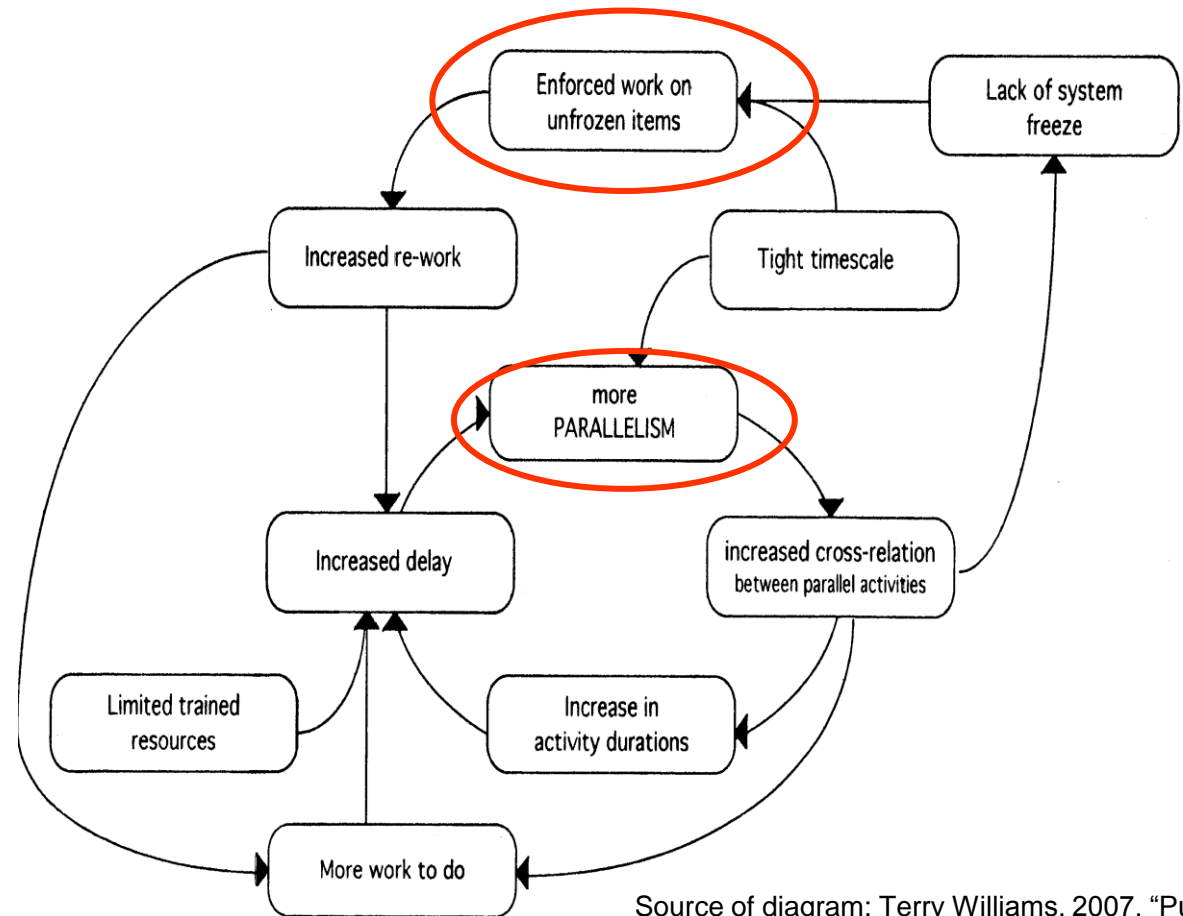 Enforced work on
unfrozen items
Lack of system
freeze
Increased re-work
Tight timescale
more
PARALLELISM
Increased delay
increased cross-relation
between parallel activities
Limited trained
resources
Increase in
activity durations
More work to do
Source of diagram: Terry Williams, 2007, “Pu